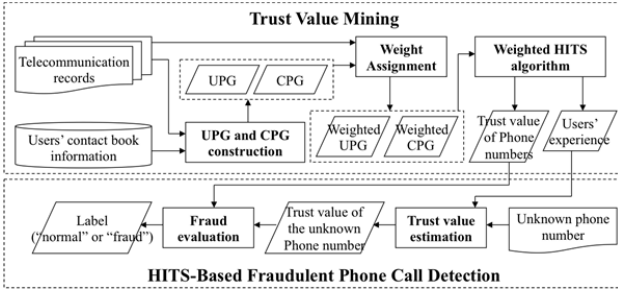 Trust Value Mining
Telecommunication
records
UPG
CPG
Weight
Assignment
Weighted HITS
algorithm
Users' contact book
information
UPG and CPG
construction
Weighted
UPG
Weighted
CPG
Trust value
of Phone
numbers
Users'
experience
Label
("normal" or "fraud")
Fraud
evaluation
Trust value of
the unknown
Phone number
Trust value
estimation
Unknown phone
number
HITS-Based Fraudulent Phone Call Detection